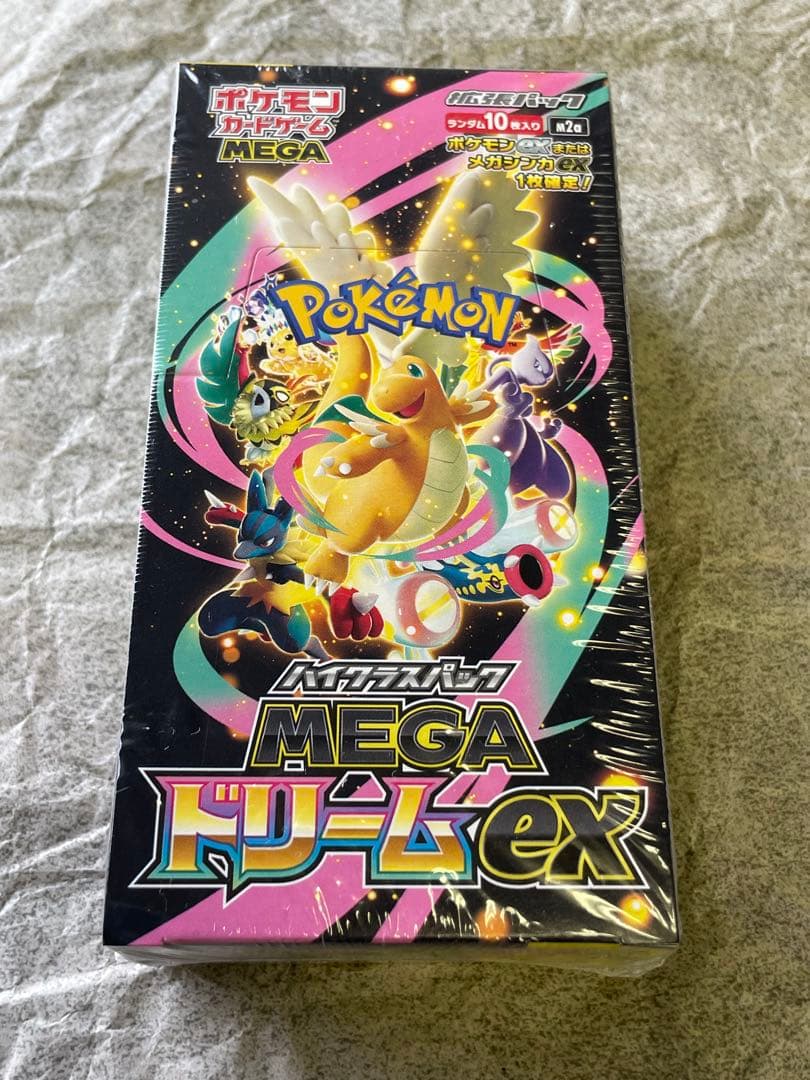 ポケモン
カードゲーム
MEGA
拡張パック
ランダム10枚入り M2a
ポケモンexまたは
メガシンカex
1枚確定！
POKéMON
TM
ハイクラスパック
MEGA
ドリームex